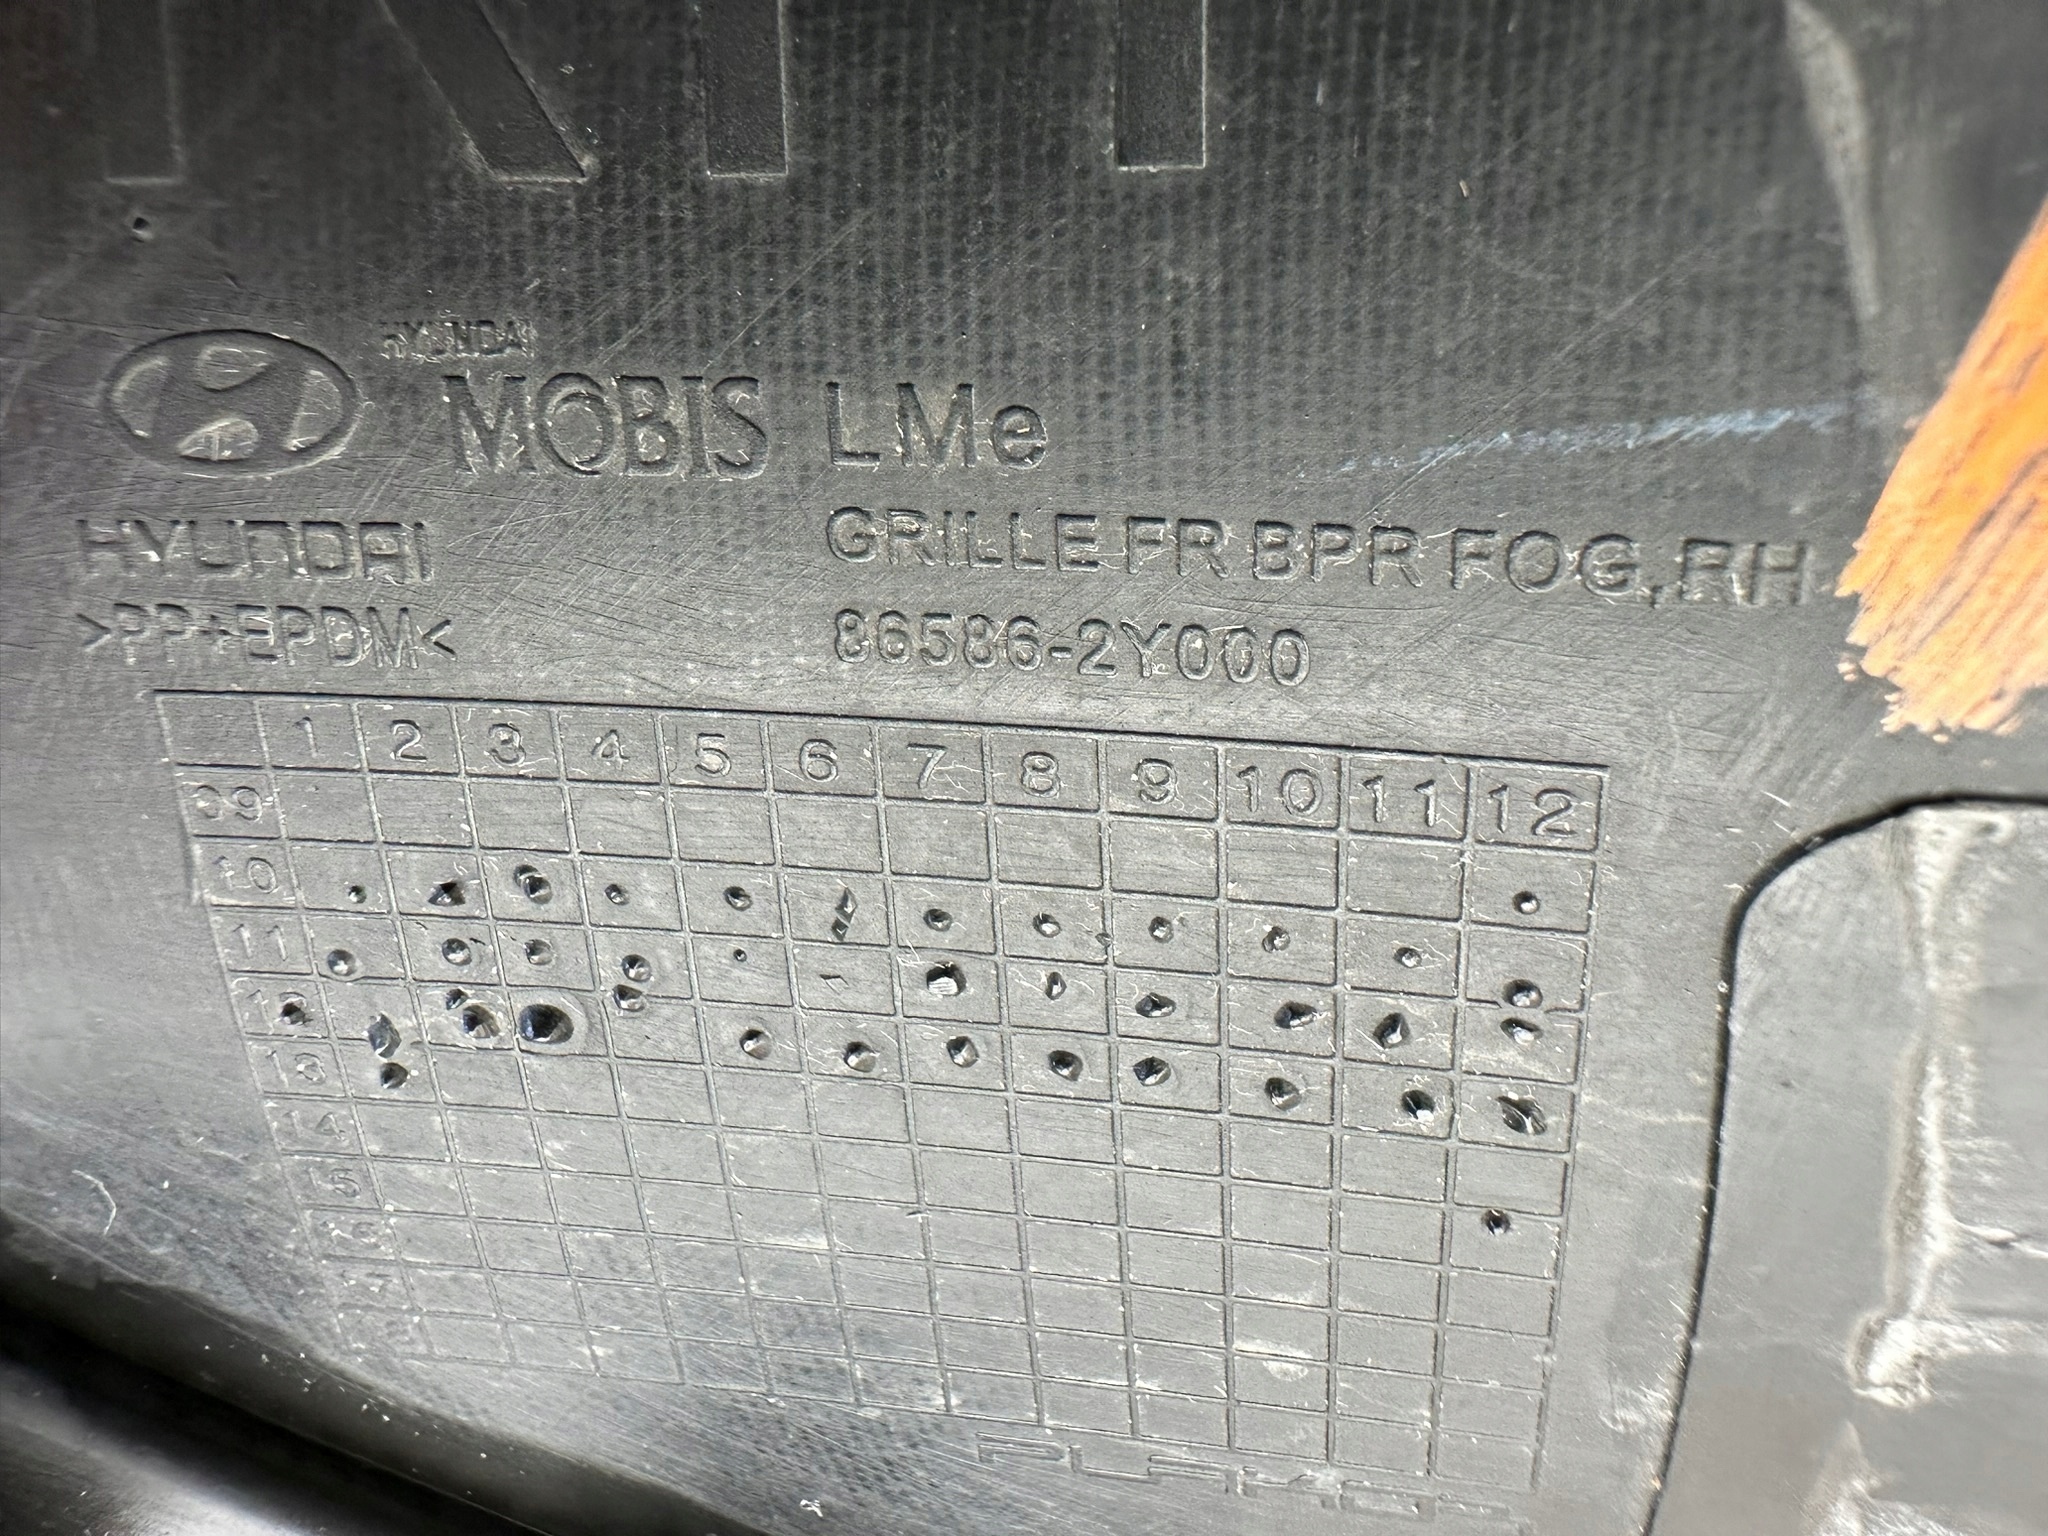 HYUNDAI
MOBIS LMe
HYUNDAI
GRILLE FR BPR FOG,RH
>PP+EPDM<
86586-2Y000
1 2 3 4 5 6 7 8 9 10 11 12
09
10
11
12
13
14
15
16
17
18